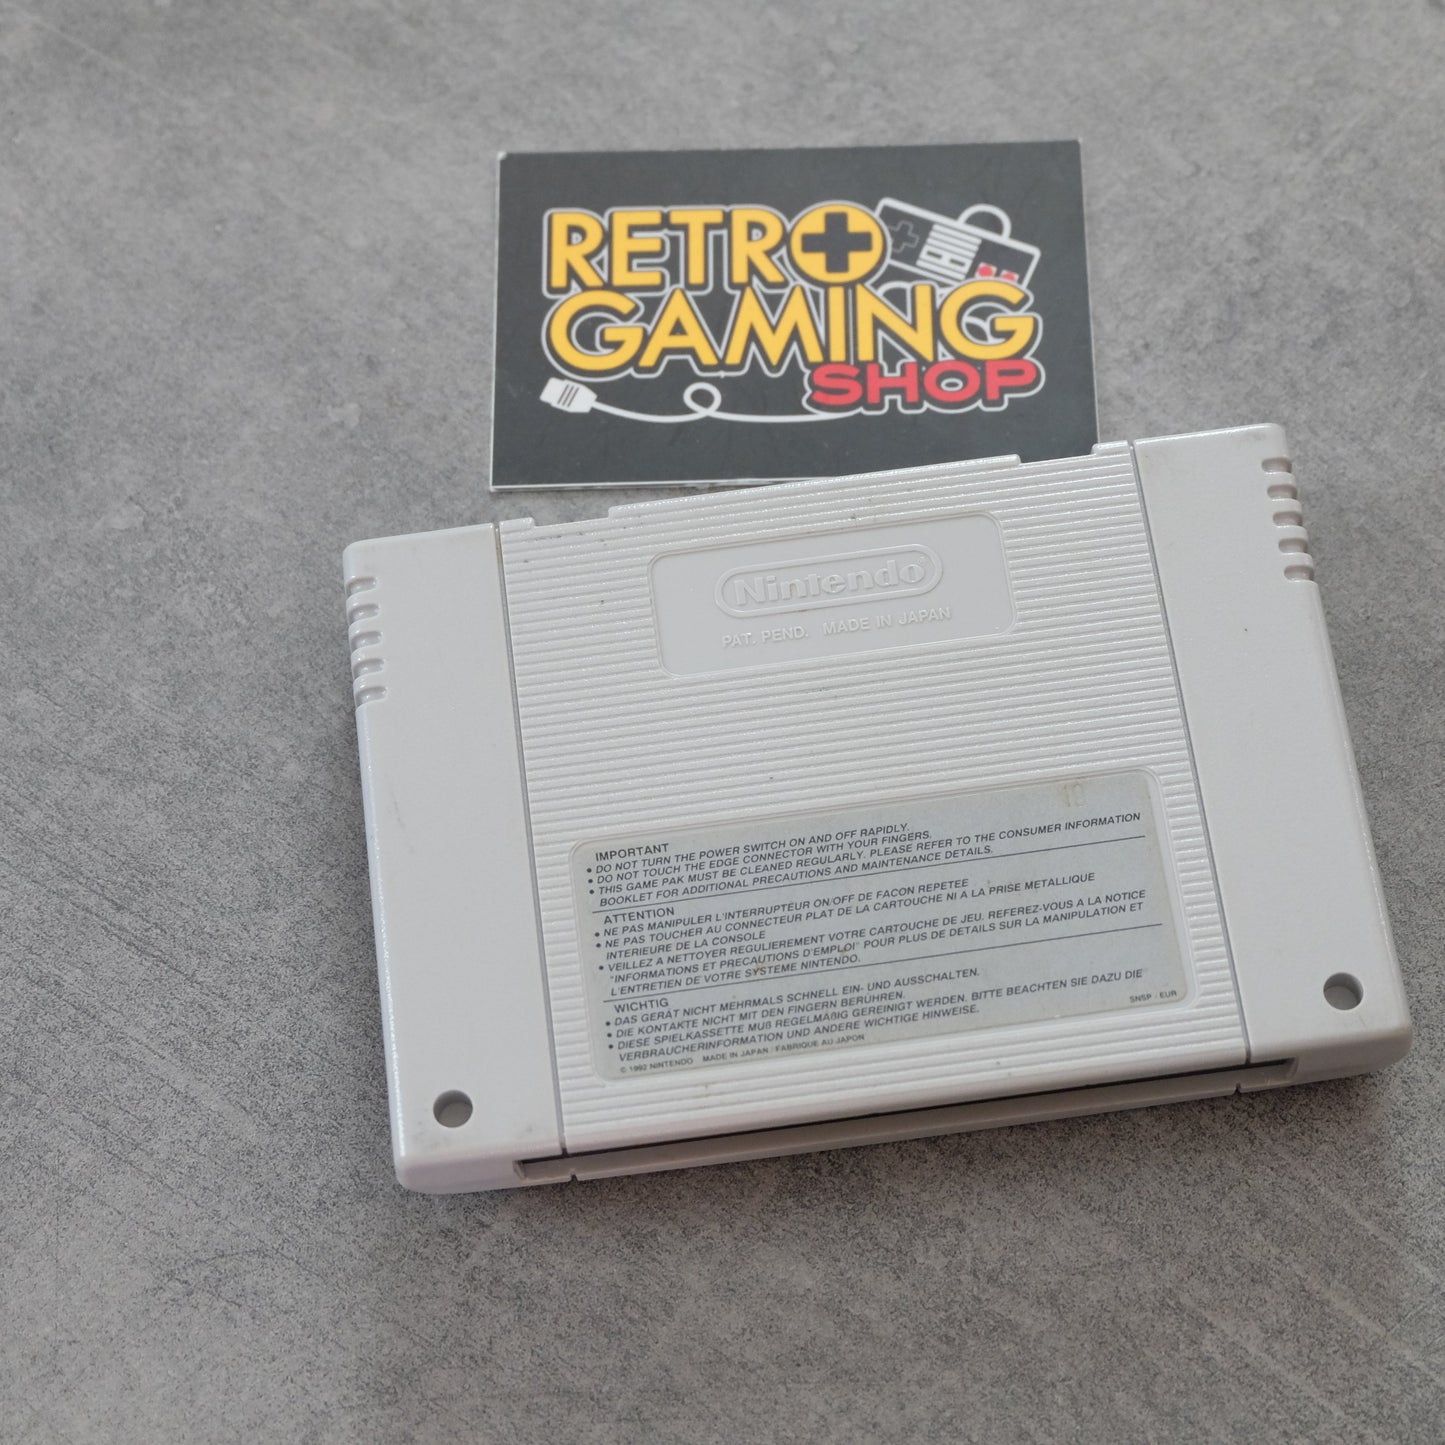 RETRO
GAMING
SHOP
Nintendo
PAT. PEND. MADE IN JAPAN
18
IMPORTANT
• DO NOT TURN THE POWER SWITCH ON AND OFF RAPIDLY.
• DO NOT TOUCH THE EDGE CONNECTOR WITH YOUR FINGERS.
• THIS GAME PAK MUST BE CLEANED REGULARLY. PLEASE REFER TO THE CONSUMER INFORMATION
BOOKLET FOR ADDITIONAL PRECAUTIONS AND MAINTENANCE DETAILS.
ATTENTION
• NE PAS MANIPULER L'INTERRUPTEUR ON/OFF DE FACON REPETEE
• NE PAS TOUCHER AU CONNECTEUR PLAT DE LA CARTOUCHE NI A LA PRISE METALLIQUE
INTERIEURE DE LA CONSOLE
• VEILLEZ A NETTOYER REGULIEREMENT VOTRE CARTOUCHE DE JEU. REFEREZ-VOUS A LA NOTICE
"INFORMATIONS ET PRECAUTIONS D'EMPLOI" POUR PLUS DE DETAILS SUR LA MANIPULATION ET
L'ENTRETIEN DE VOTRE SYSTEME NINTENDO.
WICHTIG
• DAS GERÄT NICHT MEHRMALS SCHNELL EIN- UND AUSSCHALTEN.
• DIE KONTAKTE NICHT MIT DEN FINGERN BERÜHREN.
• DIESE SPIELKASSETTE MUß REGELMÄßIG GEREINIGT WERDEN. BITTE BEACHTEN SIE DAZU DIE
VERBRAUCHERINFORMATION UND ANDERE WICHTIGE HINWEISE.
© 1992 NINTENDO MADE IN JAPAN / FABRIQUE AU JAPON
SNSP - EUR